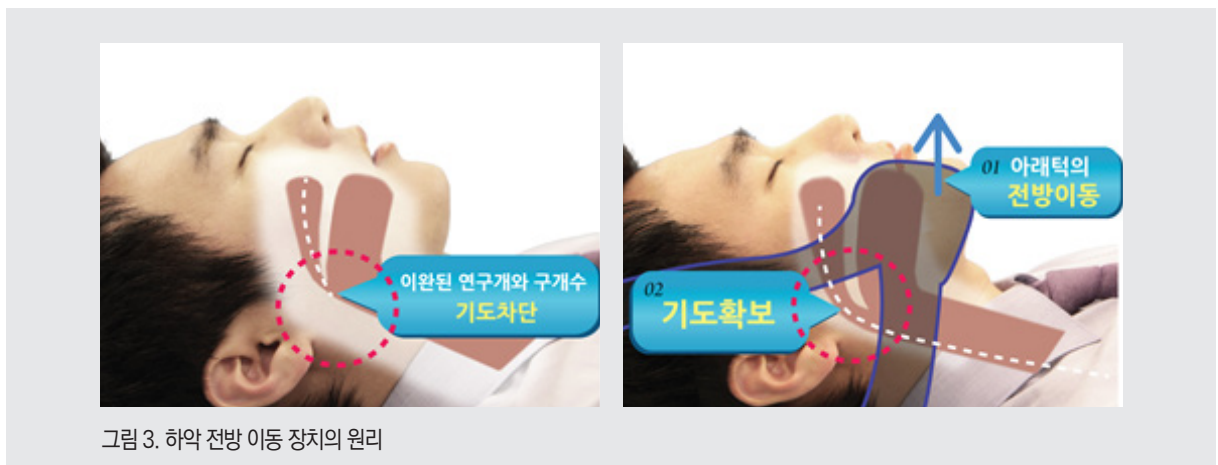 이완된 연구개와 구개수
기도차단
01 아래턱의
전방이동
02
기도확보
그림 3. 하악 전방 이동 장치의 원리